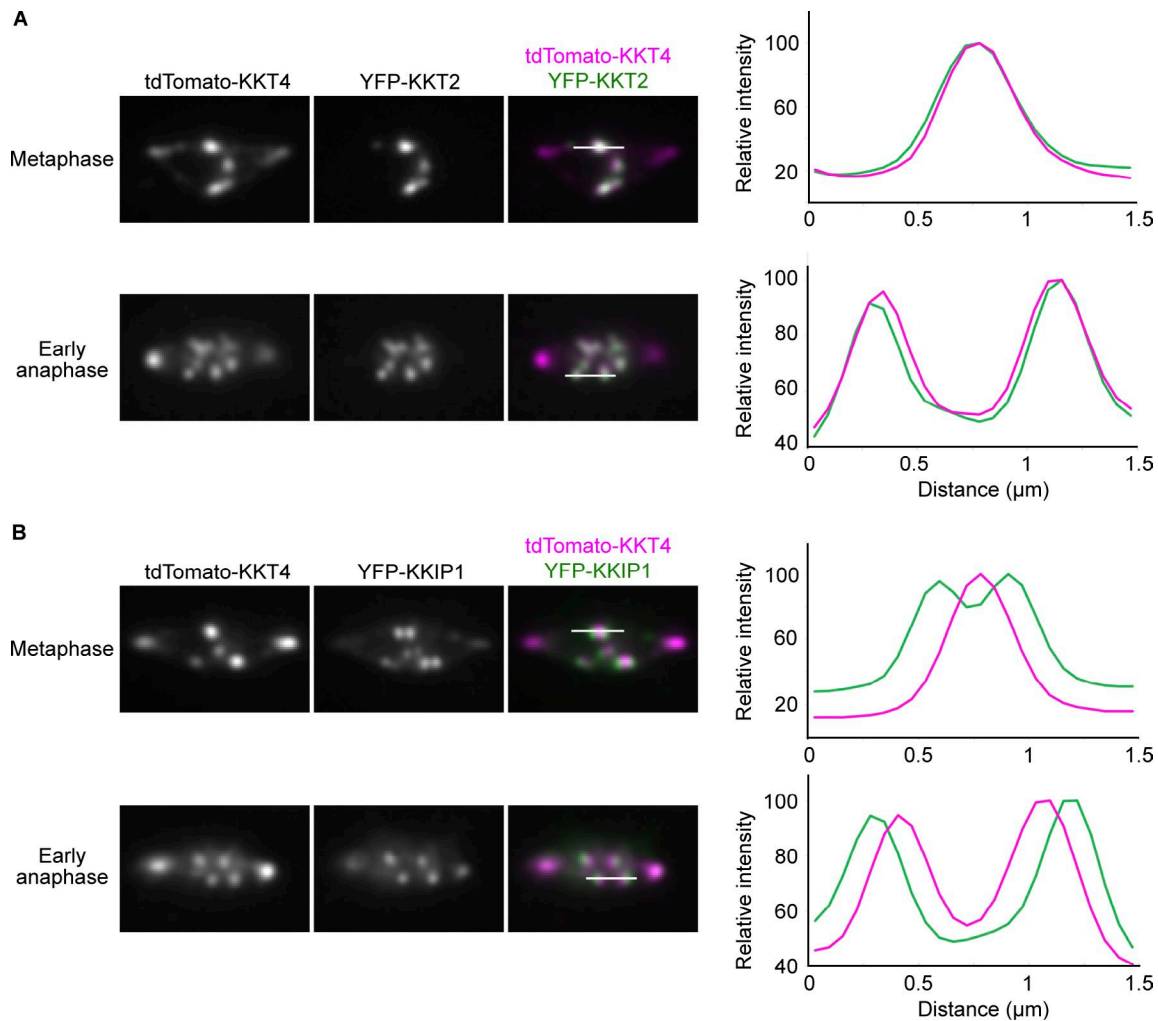 A
tdTomato-KKT4
YFP-KKT2
tdTomato-KKT4
YFP-KKT2
Metaphase
Early
anaphase
Relative intensity
100
60
20
0
0.5
1
1.5
Relative intensity
100
80
60
40
0
0.5
1
1.5
Distance (µm)
B
tdTomato-KKT4
YFP-KKIP1
tdTomato-KKT4
YFP-KKIP1
Metaphase
Early
anaphase
Relative intensity
100
60
20
0
0.5
1
1.5
Relative intensity
100
80
60
40
0
0.5
1
1.5
Distance (µm)